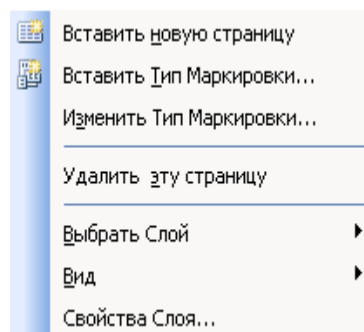 Вставить новую страницу
Вставить Тип Маркировки...
Изменить Тип Маркировки...
Удалить эту страницу
Выбрать Слой
Вид
Свойства Слоя...